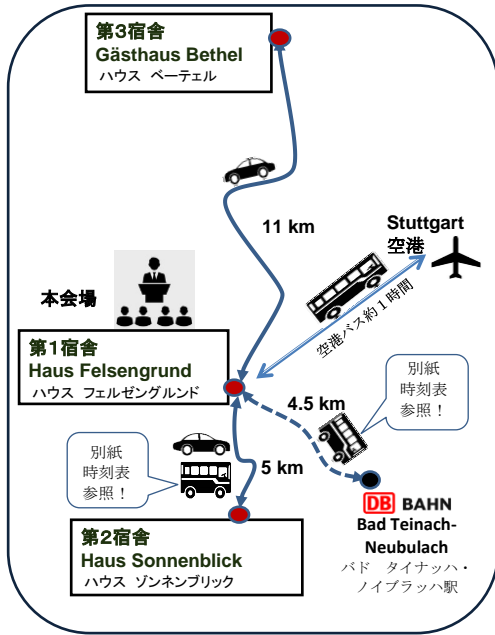 第3宿舎
Gästhaus Bethel
ハウス ベーテェル
11 km
Stuttgart
空港
空港バス約１時間
本会場
第1宿舎
Haus Felsengrund
ハウス フェルゼングルンド
4.5 km
別紙
時刻表
参照！
別紙
時刻表
参照！
5 km
DB BAHN
Bad Teinach-
Neubulach
バド タイナッハ・
ノイブラッハ駅
第2宿舎
Haus Sonnenblick
ハウス ゾンネンブリック